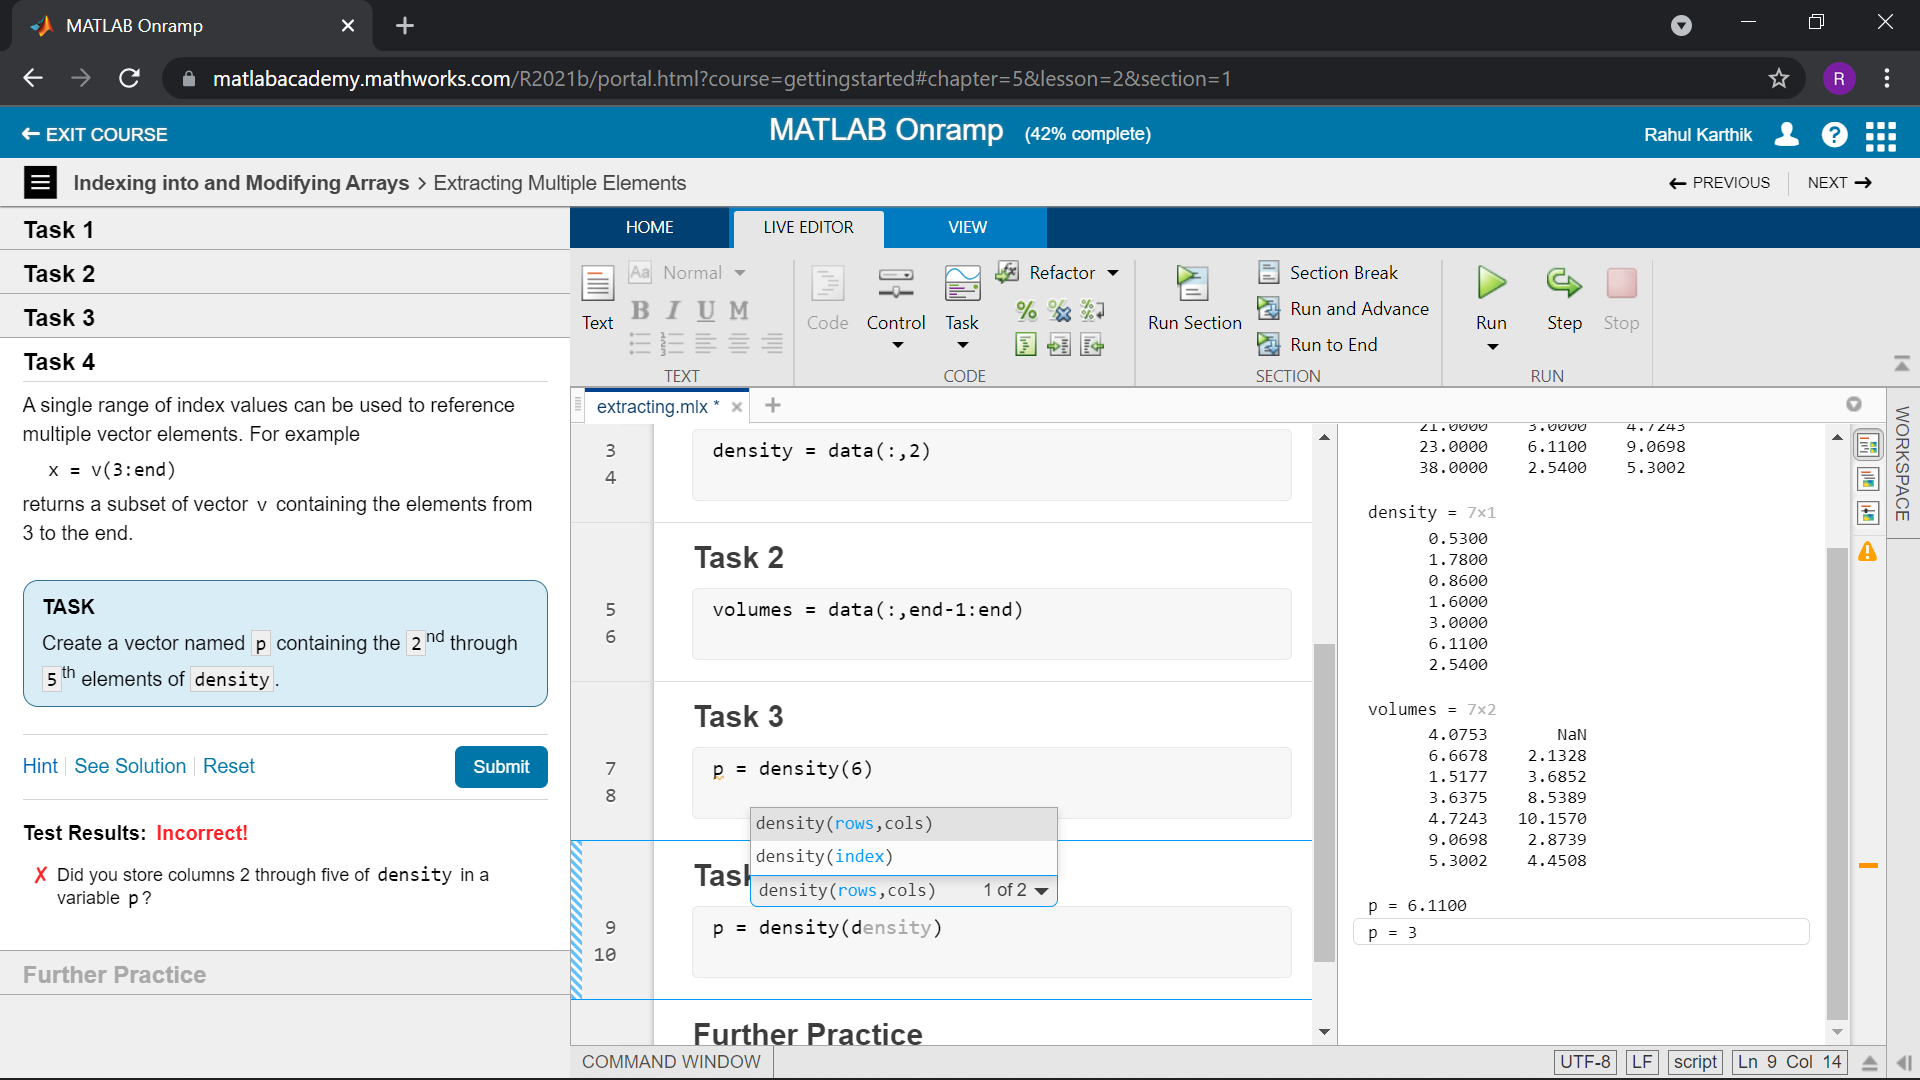 MATLAB Onramp
matlabacademy.mathworks.com/R2021b/portal.html?course=gettingstarted#chapter=5&lesson=2&section=1
R
EXIT COURSE
MATLAB Onramp (42% complete)
Rahul Karthik
?
Indexing into and Modifying Arrays > Extracting Multiple Elements
PREVIOUS
NEXT
Task 1
Task 2
Task 3
Task 4
A single range of index values can be used to reference
multiple vector elements. For example
x = v(3:end)
returns a subset of vector v containing the elements from
3 to the end.
TASK
Create a vector named p containing the 2nd through
5th elements of density.
Hint
See Solution
Reset
Submit
Test Results: Incorrect!
✗ Did you store columns 2 through five of density in a
variable p?
Further Practice
HOME
LIVE EDITOR
VIEW
Text
Aa Normal
B I U M
TEXT
Code
Control
Task
Refactor
CODE
Run Section
Section Break
Run and Advance
Run to End
SECTION
Run
Step
Stop
RUN
extracting.mlx *
3 density = data(:,2)
4
Task 2
5 volumes = data(:,end-1:end)
6
Task 3
7 p = density(6)
8
density(rows,cols)
density(index)
Task
density(rows,cols) 1 of 2
9 p = density(density)
10
Further Practice
21.0000 3.0000 4.7243
23.0000 6.1100 9.0698
38.0000 2.5400 5.3002
density = 7×1
0.5300
1.7800
0.8600
1.6000
3.0000
6.1100
2.5400
volumes = 7×2
4.0753 NaN
6.6678 2.1328
1.5177 3.6852
3.6375 8.5389
4.7243 10.1570
9.0698 2.8739
5.3002 4.4508
p = 6.1100
p = 3
WORKSPACE
COMMAND WINDOW
UTF-8
LF
script
Ln 9 Col 14